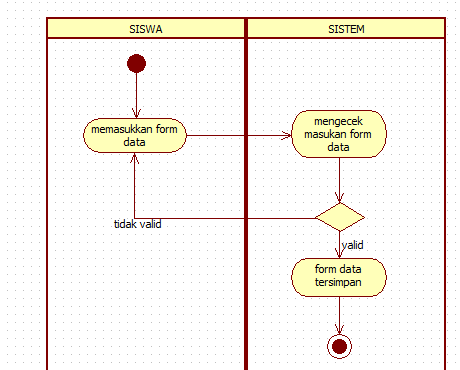 SISWA
SISTEM
memasukkan form
data
mengecek
masukan form
data
tidak valid
valid
form data
tersimpan